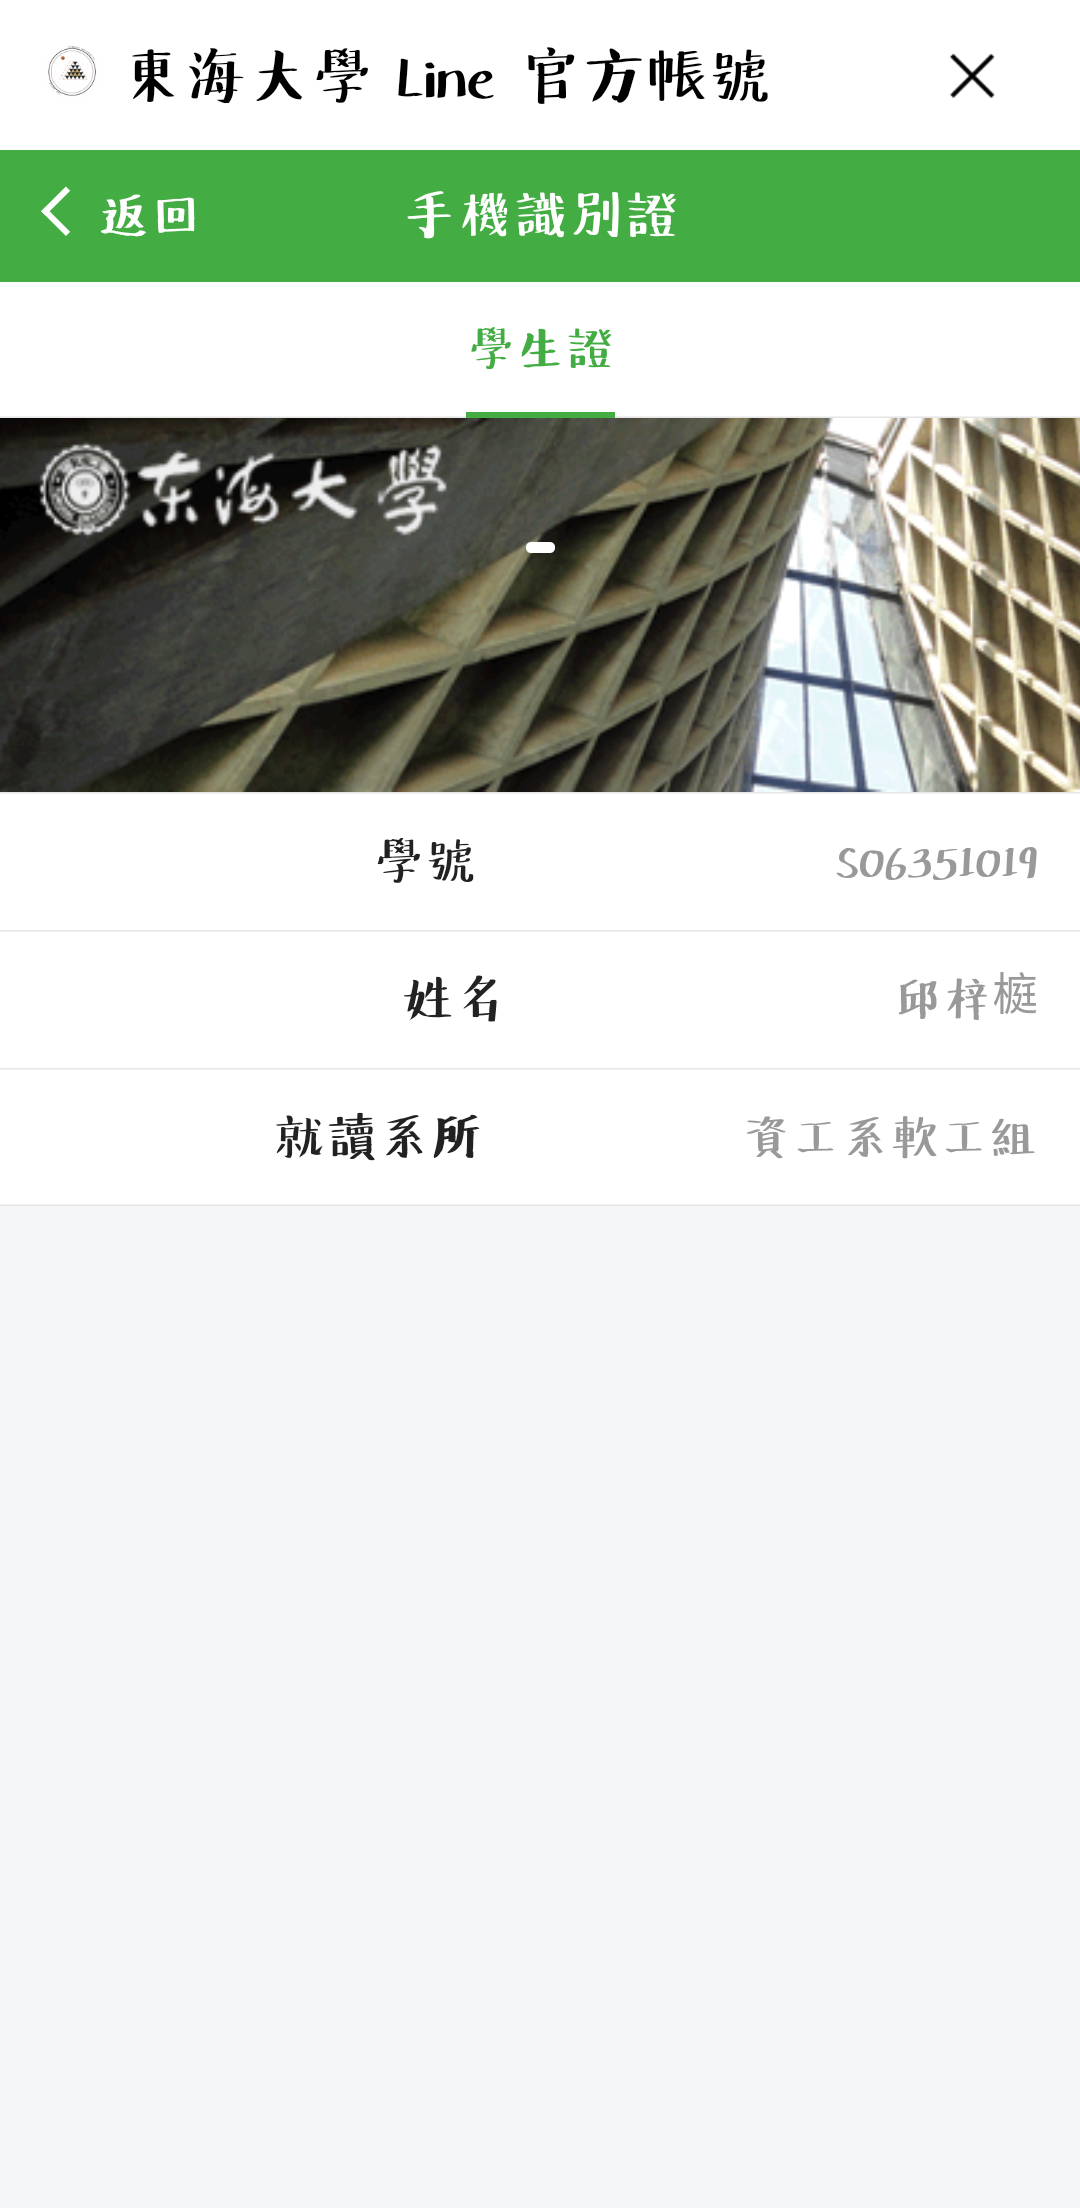 東海大學 Line 官方帳號
返回 手機識別證
學生證
东海大學
學號 S06351019
姓名 邱梓榳
就讀系所 資工系軟工組